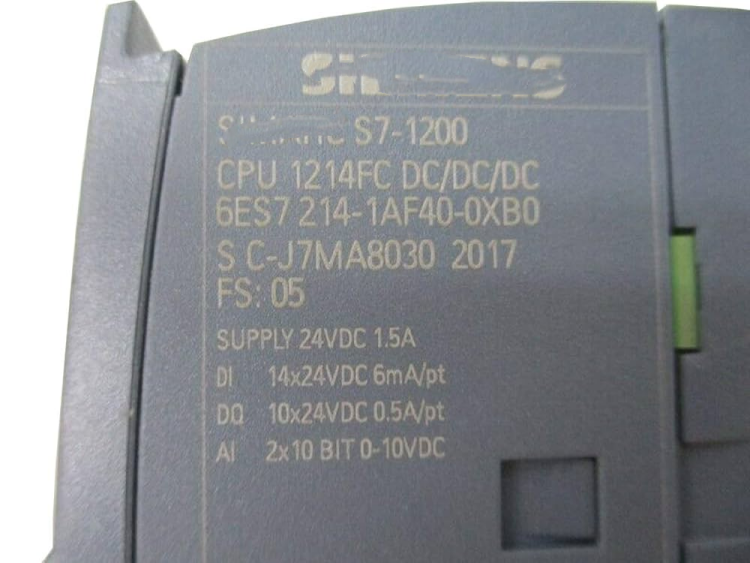 S7-1200
CPU 1214FC DC/DC/DC
6ES7 214-1AF40-0XB0
S C-J7MA8030 2017
FS: 05
SUPPLY 24VDC 1.5A
DI 14x24VDC 6mA/pt
DQ 10x24VDC 0.5A/pt
AI 2x10 BIT 0-10VDC